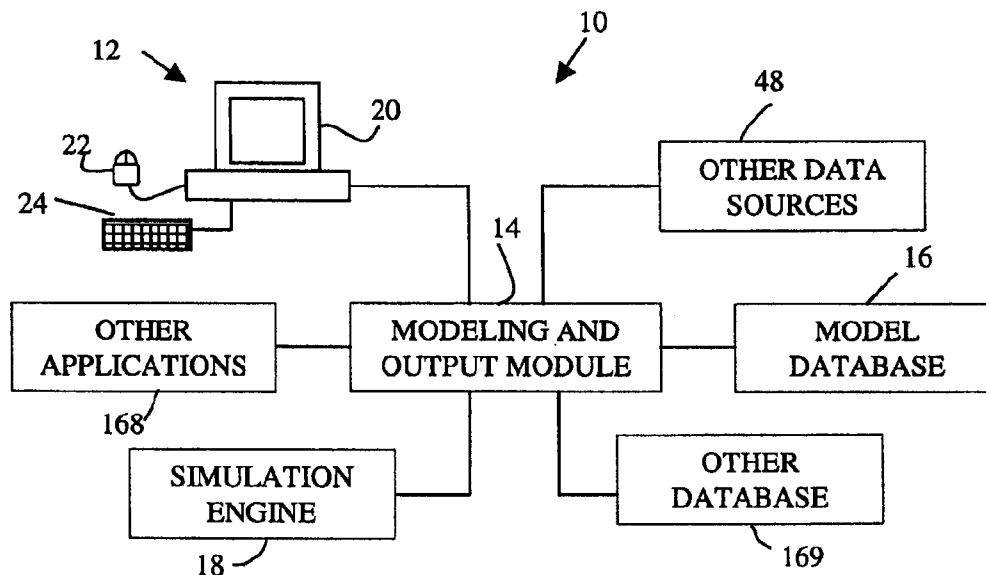 10
12
48
20
22
OTHER DATA
SOURCES
24
14
16
OTHER
APPLICATIONS
MODELING AND
OUTPUT MODULE
MODEL
DATABASE
168
SIMULATION
ENGINE
OTHER
DATABASE
18
169